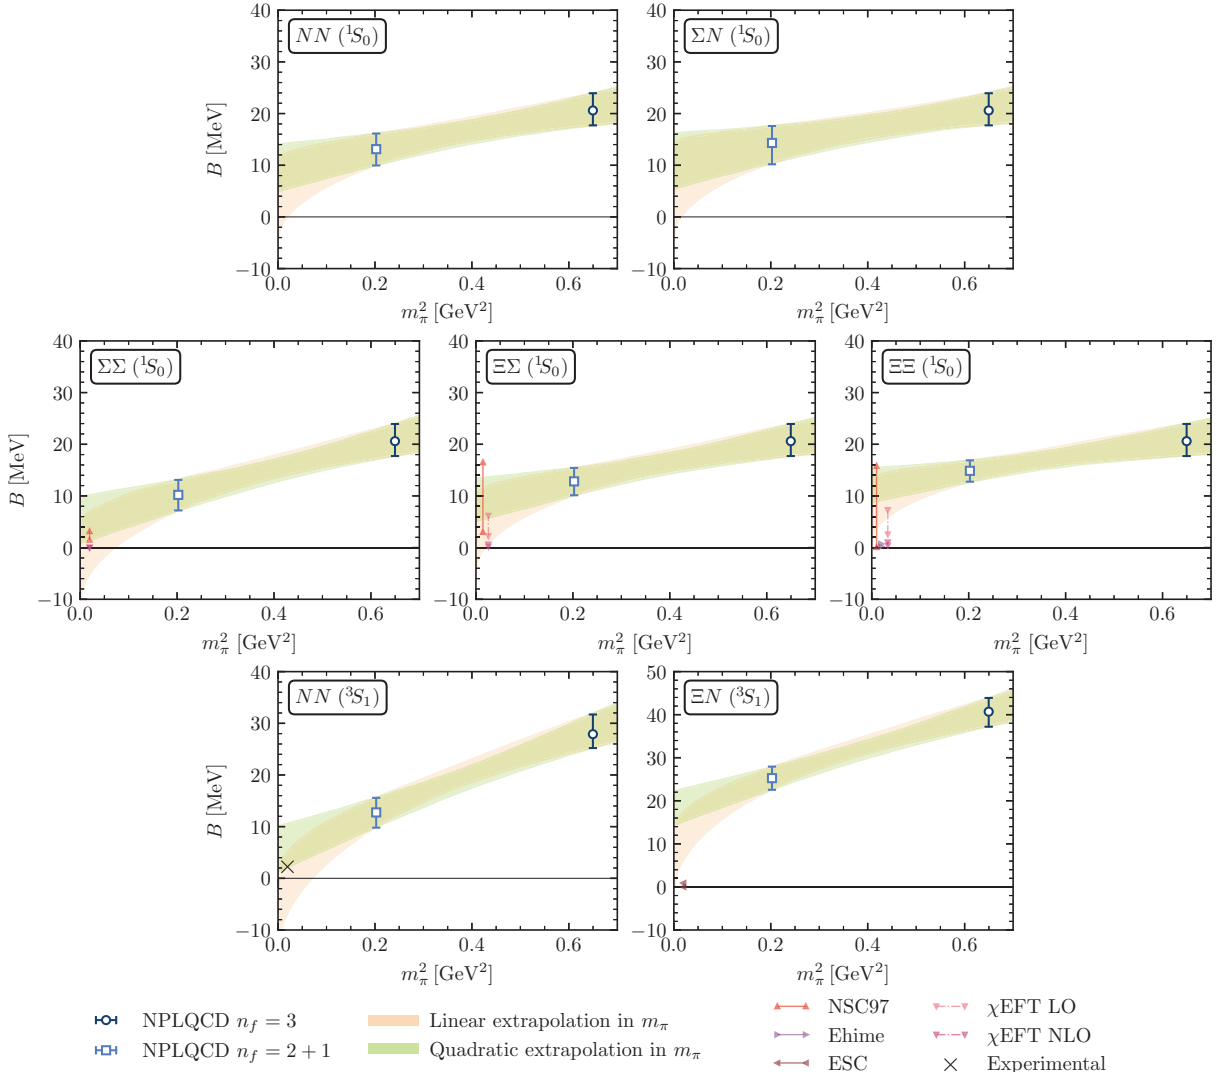 NN (¹S₀)
ΣN (¹S₀)
40
30
20
10
0
−10
B [MeV]
0.0 0.2 0.4 0.6
m²π [GeV²]
40
30
20
10
0
−10
0.0 0.2 0.4 0.6
m²π [GeV²]
ΣΣ (¹S₀)
ΞΣ (¹S₀)
ΞΞ (¹S₀)
40
30
20
10
0
−10
B [MeV]
0.0 0.2 0.4 0.6
m²π [GeV²]
40
30
20
10
0
−10
0.0 0.2 0.4 0.6
m²π [GeV²]
40
30
20
10
0
−10
0.0 0.2 0.4 0.6
m²π [GeV²]
NN (³S₁)
ΞN (³S₁)
40
30
20
10
0
−10
B [MeV]
0.0 0.2 0.4 0.6
m²π [GeV²]
50
40
30
20
10
0
−10
0.0 0.2 0.4 0.6
m²π [GeV²]
NPLQCD n_f = 3
NPLQCD n_f = 2 + 1
Linear extrapolation in mπ
Quadratic extrapolation in mπ
NSC97
Ehime
ESC
χEFT LO
χEFT NLO
Experimental